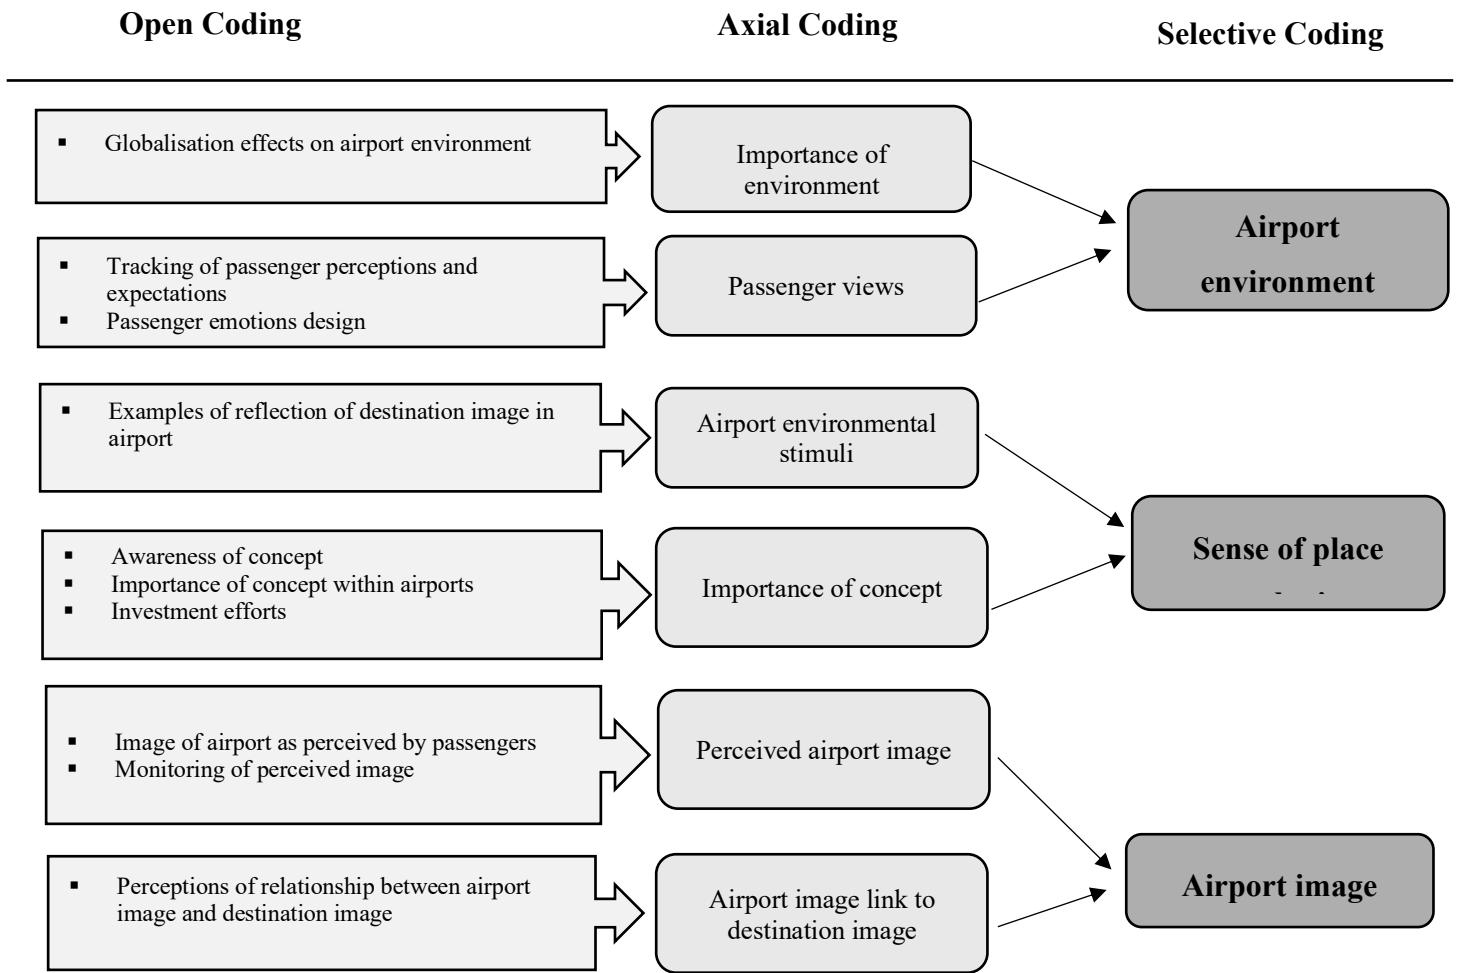 Open Coding
Axial Coding
Selective Coding
▪ Globalisation effects on airport environment
Importance of
environment
Airport
environment
▪ Tracking of passenger perceptions and
expectations
▪ Passenger emotions design
Passenger views
▪ Examples of reflection of destination image in
airport
Airport environmental
stimuli
Sense of place
▪ Awareness of concept
▪ Importance of concept within airports
▪ Investment efforts
Importance of concept
▪ Image of airport as perceived by passengers
▪ Monitoring of perceived image
Perceived airport image
Airport image
▪ Perceptions of relationship between airport
image and destination image
Airport image link to
destination image